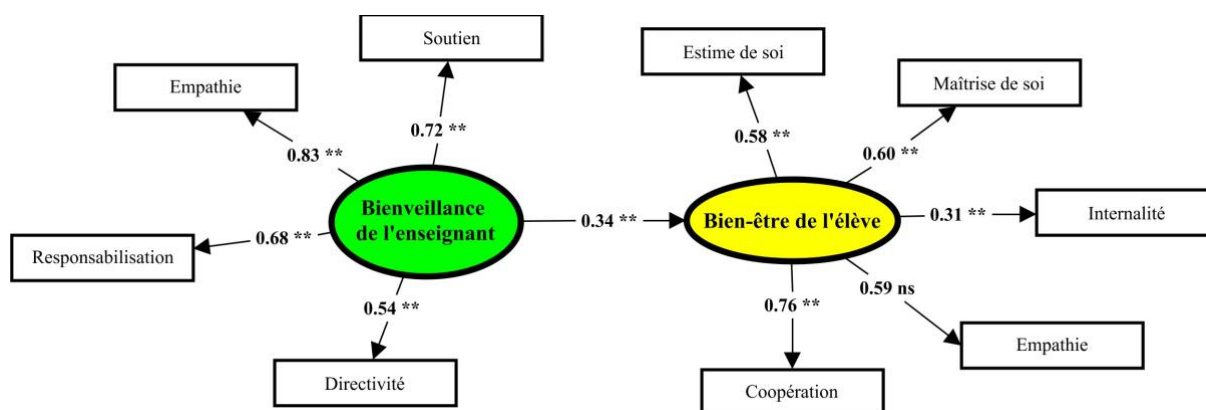 Soutien
Estime de soi
Empathie
Maîtrise de soi
0.72 **
0.58 **
0.60 **
0.83 **
Bienveillance
de l'enseignant
0.34 **
Bien-être de l'élève
0.31 **
Internalité
0.68 **
Responsabilisation
0.54 **
0.76 **
0.59 ns
Empathie
Directivité
Coopération